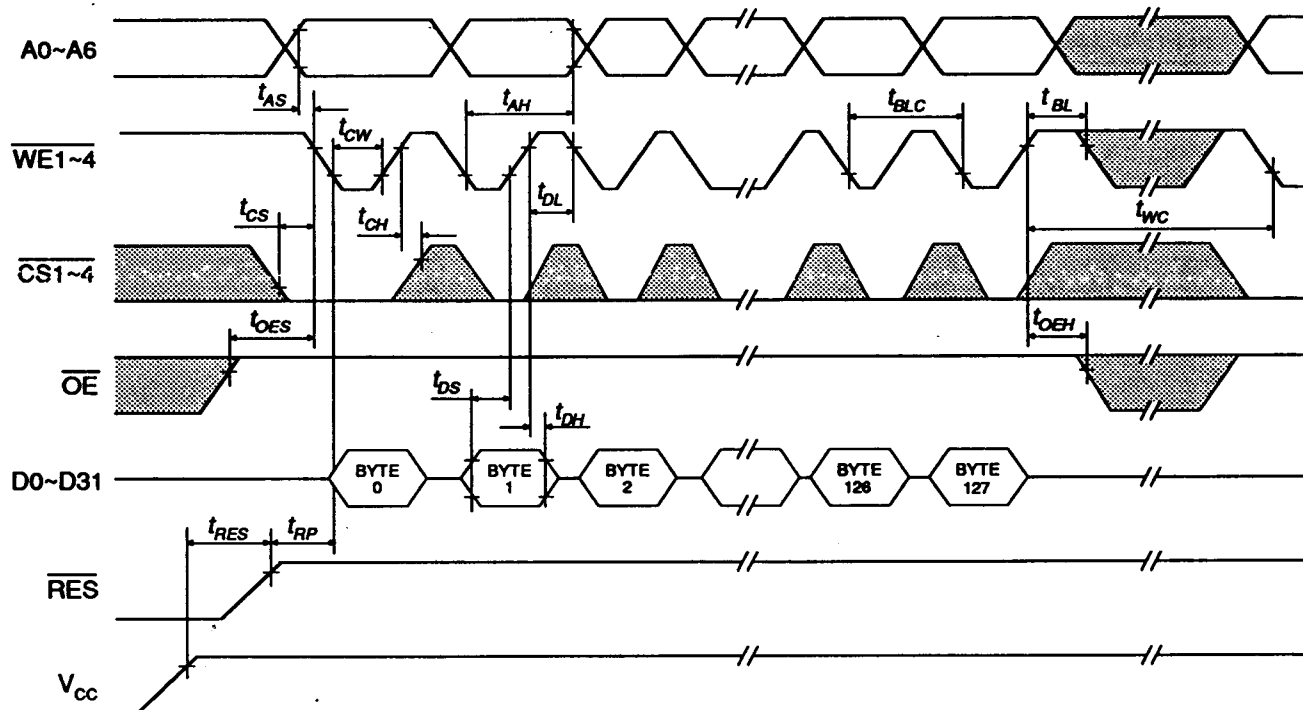 A0~A6
tAS
tAH
tBLC
tBL
tCW
WE1~4
tDL
tCS
tCH
tWC
CS1~4
tOES
tOEH
OE
tDS
tDH
D0~D31
BYTE 0
BYTE 1
BYTE 2
BYTE 126
BYTE 127
tRES
tRP
RES
VCC